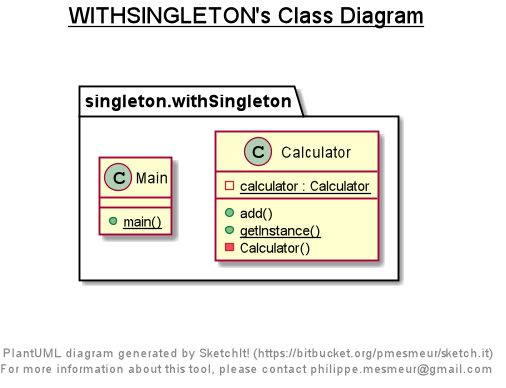 WITHSINGLETON's Class Diagram
singleton.withSingleton
C Main
main()
C Calculator
calculator : Calculator
add()
getInstance()
Calculator()
PlantUML diagram generated by SketchIt! (https://bitbucket.org/pmesmeur/sketch.it)
For more information about this tool, please contact philippe.mesmeur@gmail.com